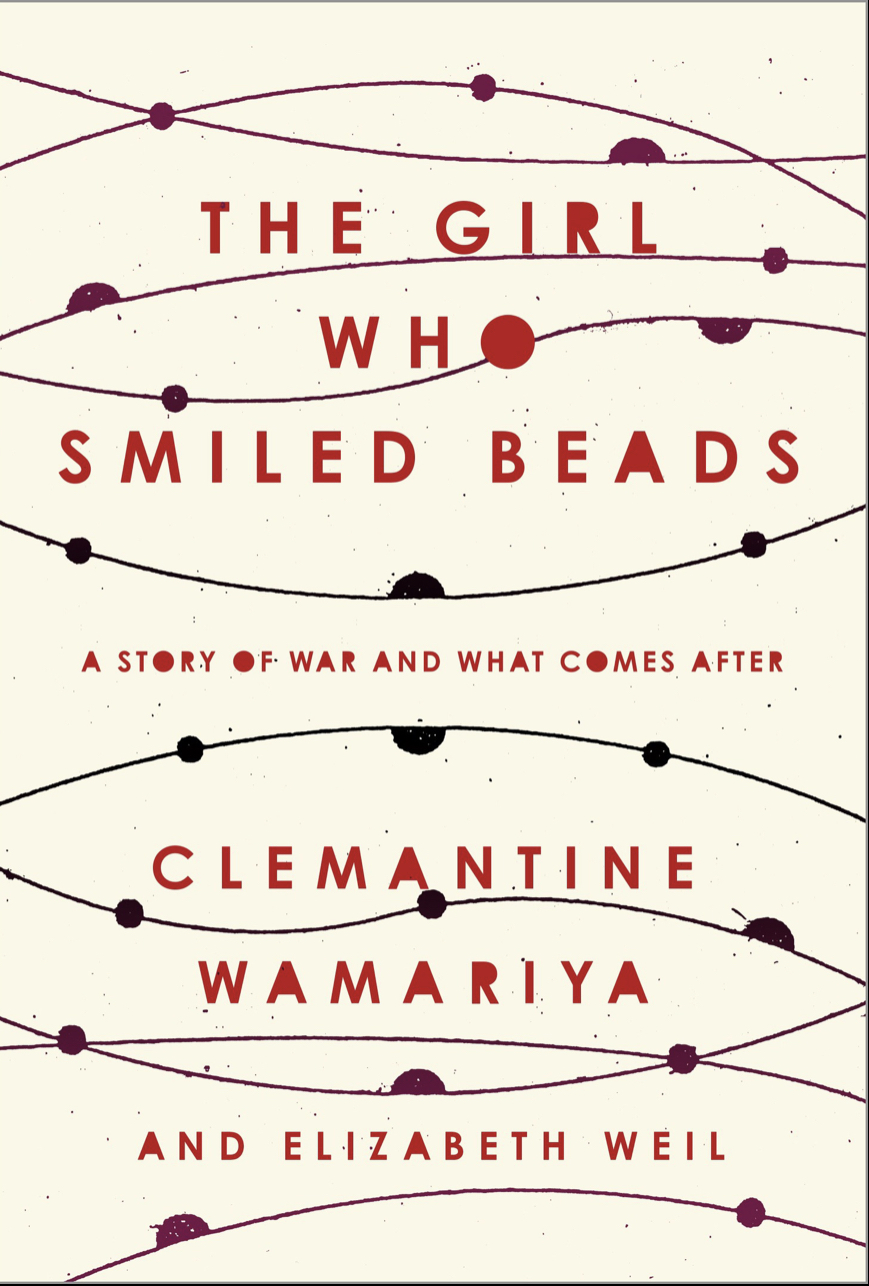 THE GIRL
WHO
SMILED BEADS
A STORY OF WAR AND WHAT COMES AFTER
CLEMANTINE
WAMARIYA
AND ELIZABETH WEIL